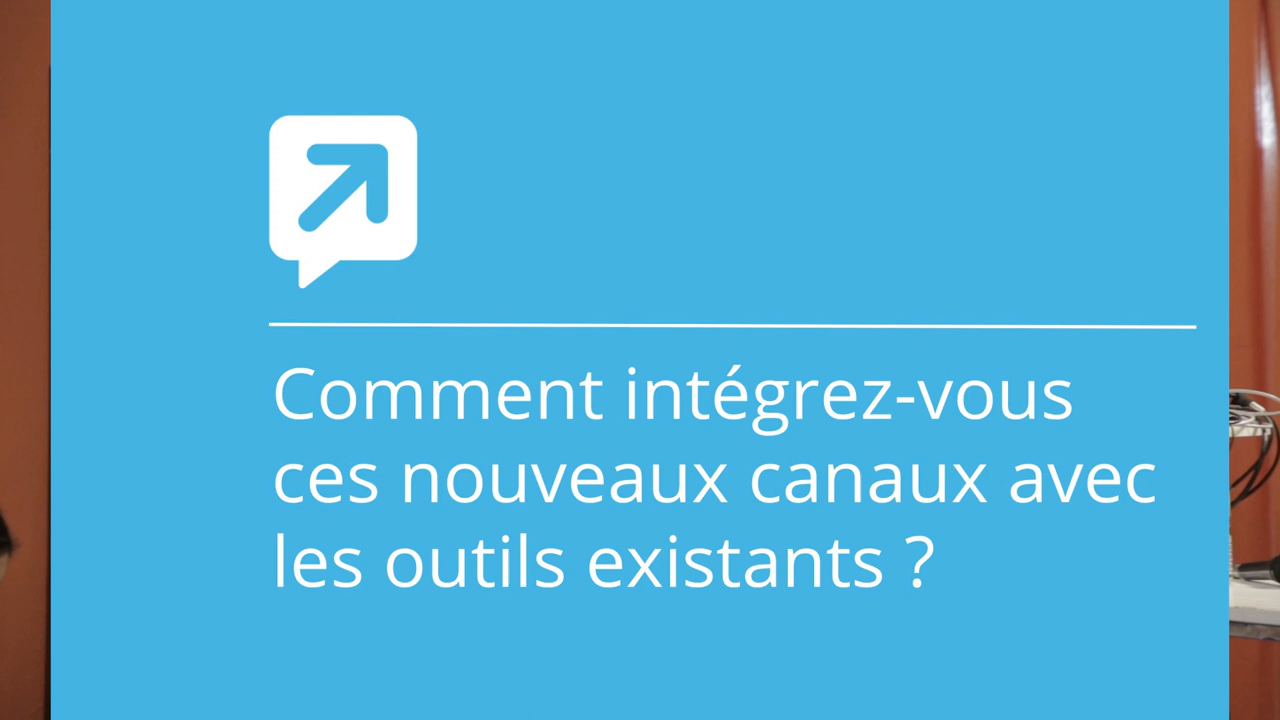 Comment intégrez-vous
ces nouveaux canaux avec
les outils existants ?